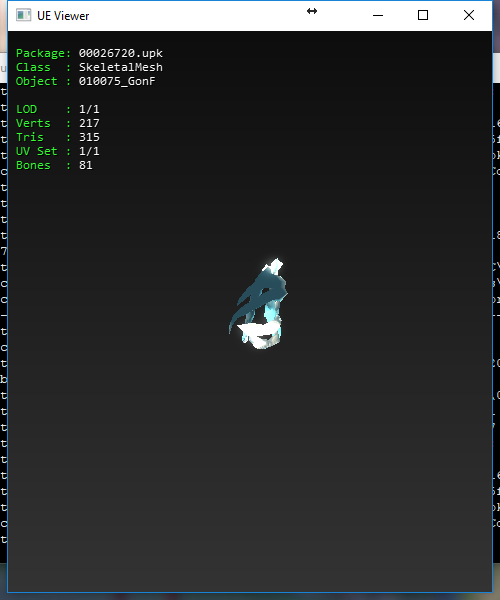 UE Viewer
Package: 00026720.upk
Class : SkeletalMesh
Object : 010075_GonF
LOD : 1/1
Verts : 217
Tris : 315
UV Set : 1/1
Bones : 81